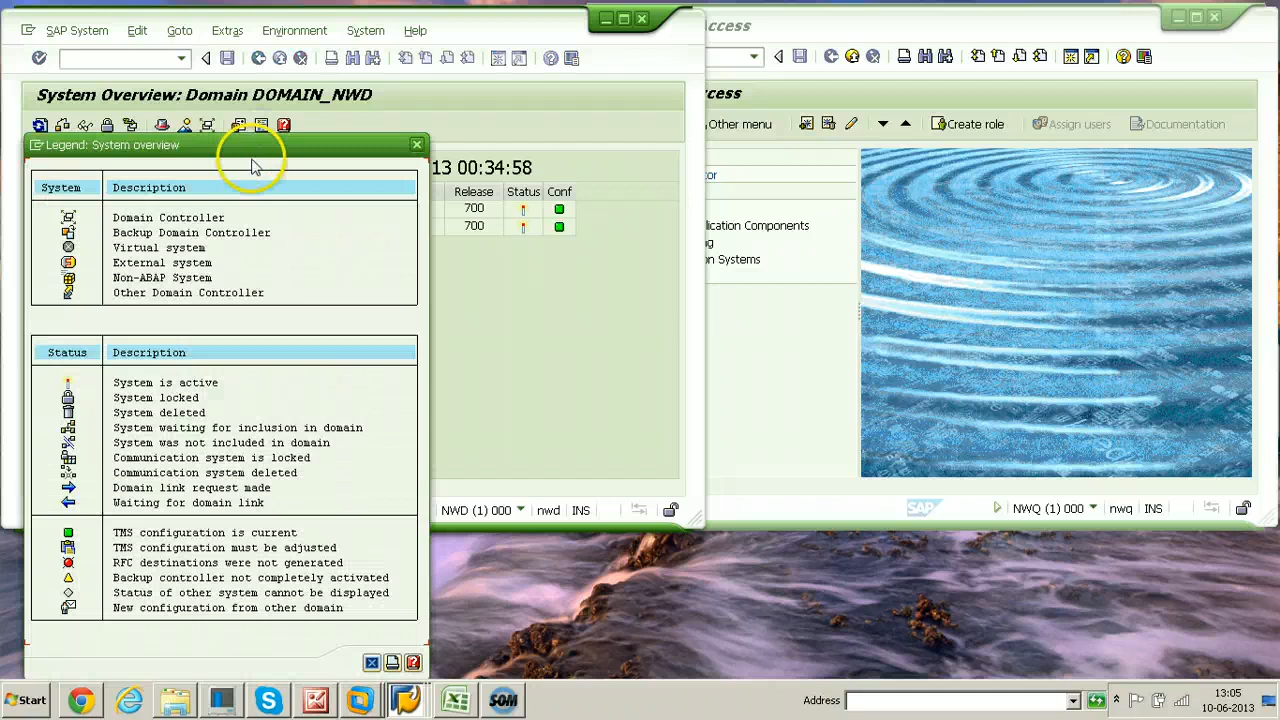 SAP System Edit Goto Extras Environment System Help
System Overview: Domain DOMAIN_NWD
Legend: System overview
System Description
Domain Controller
Backup Domain Controller
Virtual system
External system
Non-ABAP System
Other Domain Controller
Status Description
System is active
System locked
System deleted
System waiting for inclusion in domain
System was not included in domain
Communication system is locked
Communication system deleted
Domain link request made
Waiting for domain link
TMS configuration is current
TMS configuration must be adjusted
RFC destinations were not generated
Backup controller not completely activated
Status of other system cannot be displayed
New configuration from other domain
13 00:34:58
Release Status Conf
700
700
NWD (1) 000 nwd INS
Access
ccess
Other menu Create role Assign users Documentation
tor
lication Components
g
on Systems
SAP NWQ (1) 000 nwq INS
Start SOM Address 13:05
10-06-2013